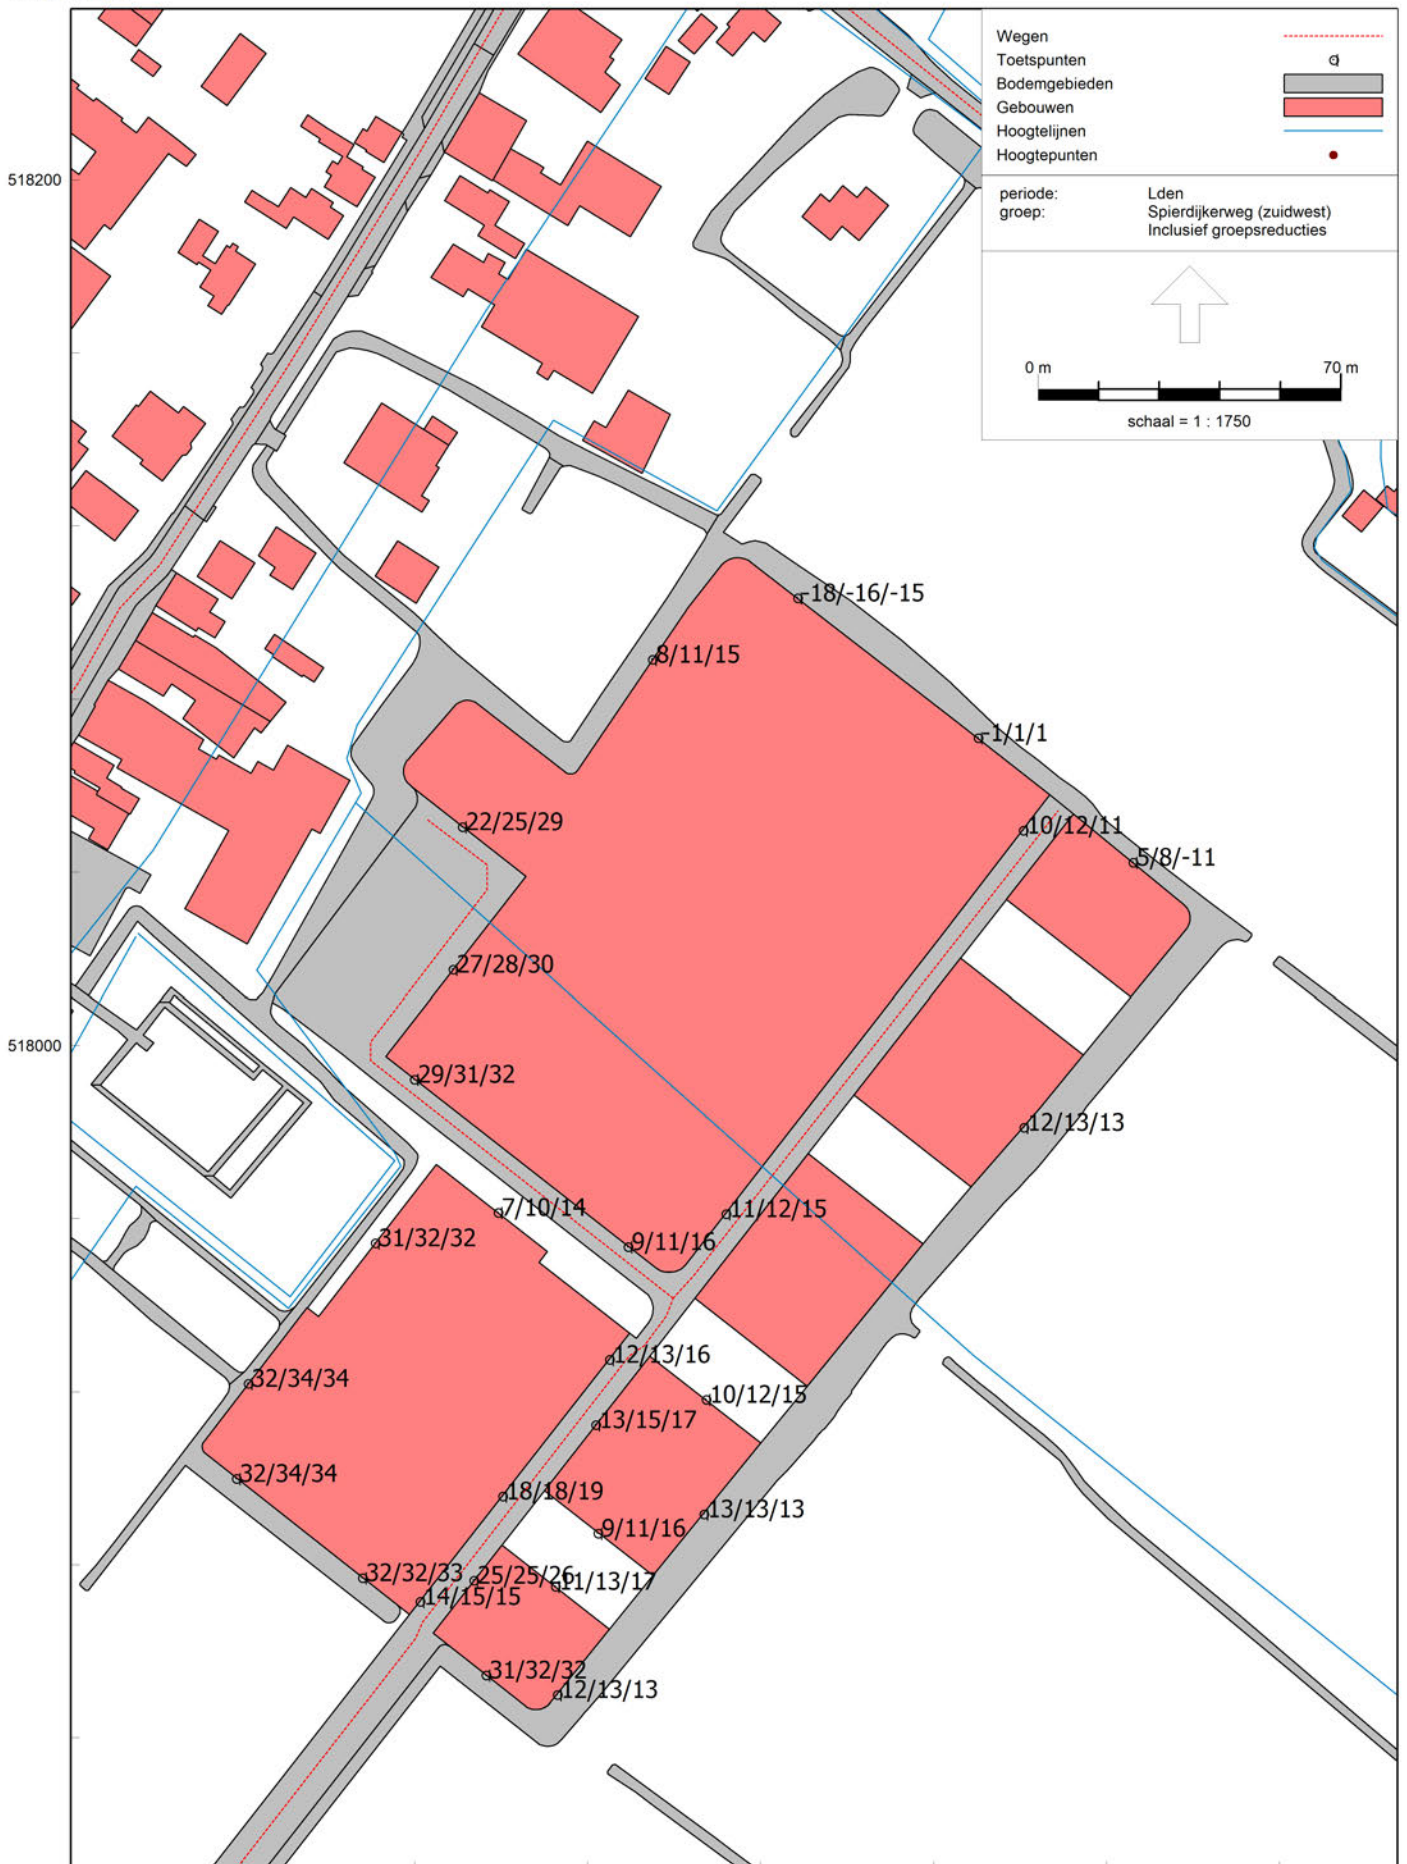 Wegen
Toetspunten
Bodemgebieden
Gebouwen
Hoogtelijnen
Hoogtepunten
periode: Lden
groep: Spierdijkerweg (zuidwest)
Inclusief groepsreducties
0 m 70 m
schaal = 1 : 1750
518200
518000
-18/-16/-15
8/11/15
-1/1/1
22/25/29
10/12/11
5/8/-11
27/28/30
29/31/32
12/13/13
7/10/14
11/12/15
31/32/32
9/11/16
12/13/16
32/34/34
10/12/15
13/15/17
32/34/34
18/18/19
13/13/13
9/11/16
32/32/33
25/25/26
11/13/17
14/15/15
31/32/32
12/13/13